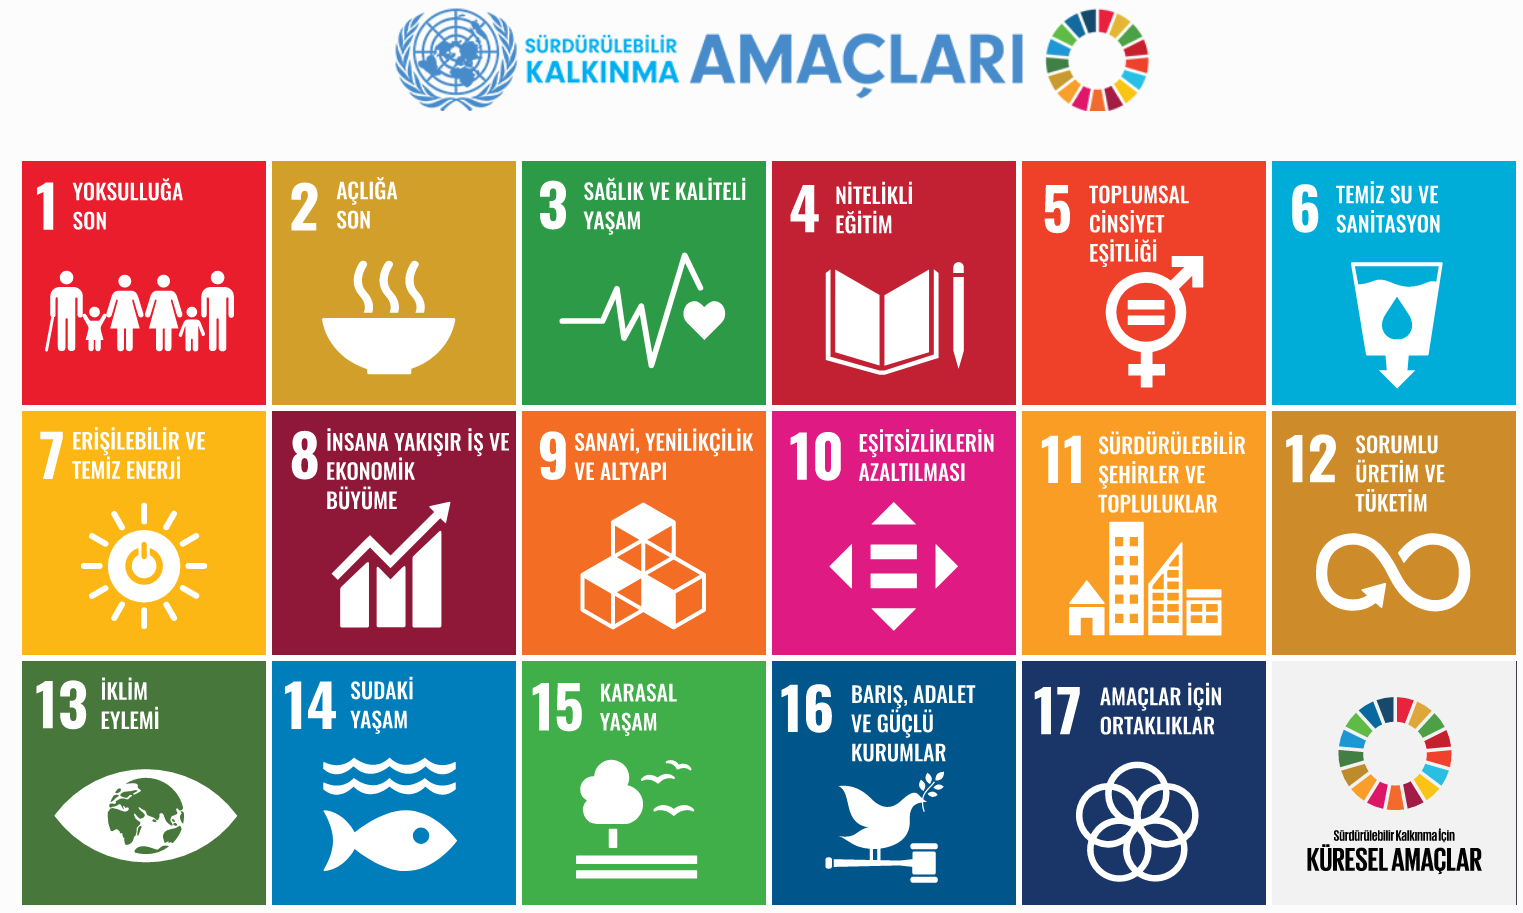 SÜRDÜRÜLEBİLİR
KALKINMA AMAÇLARI
1 YOKSULLUĞA
SON
2 AÇLIĞA
SON
3 SAĞLIK VE KALİTELİ
YAŞAM
4 NİTELİKLİ
EĞİTİM
5 TOPLUMSAL
CİNSİYET
EŞİTLİĞİ
6 TEMİZ SU VE
SANİTASYON
7 ERİŞİLEBİLİR VE
TEMİZ ENERJİ
8 İNSANA YAKIŞIR İŞ VE
EKONOMİK
BÜYÜME
9 SANAYİ, YENİLİKÇİLİK
VE ALTYAPI
10 EŞİTSİZLİKLERİN
AZALTILMASI
11 SÜRDÜRÜLEBİLİR
ŞEHİRLER VE
TOPLULUKLAR
12 SORUMLU
ÜRETİM VE
TÜKETİM
13 İKLİM
EYLEMİ
14 SUDAKİ
YAŞAM
15 KARASAL
YAŞAM
16 BARIŞ, ADALET
VE GÜÇLÜ
KURUMLAR
17 AMAÇLAR İÇİN
ORTAKLIKLAR
Sürdürülebilir Kalkınma İçin
KÜRESEL AMAÇLAR